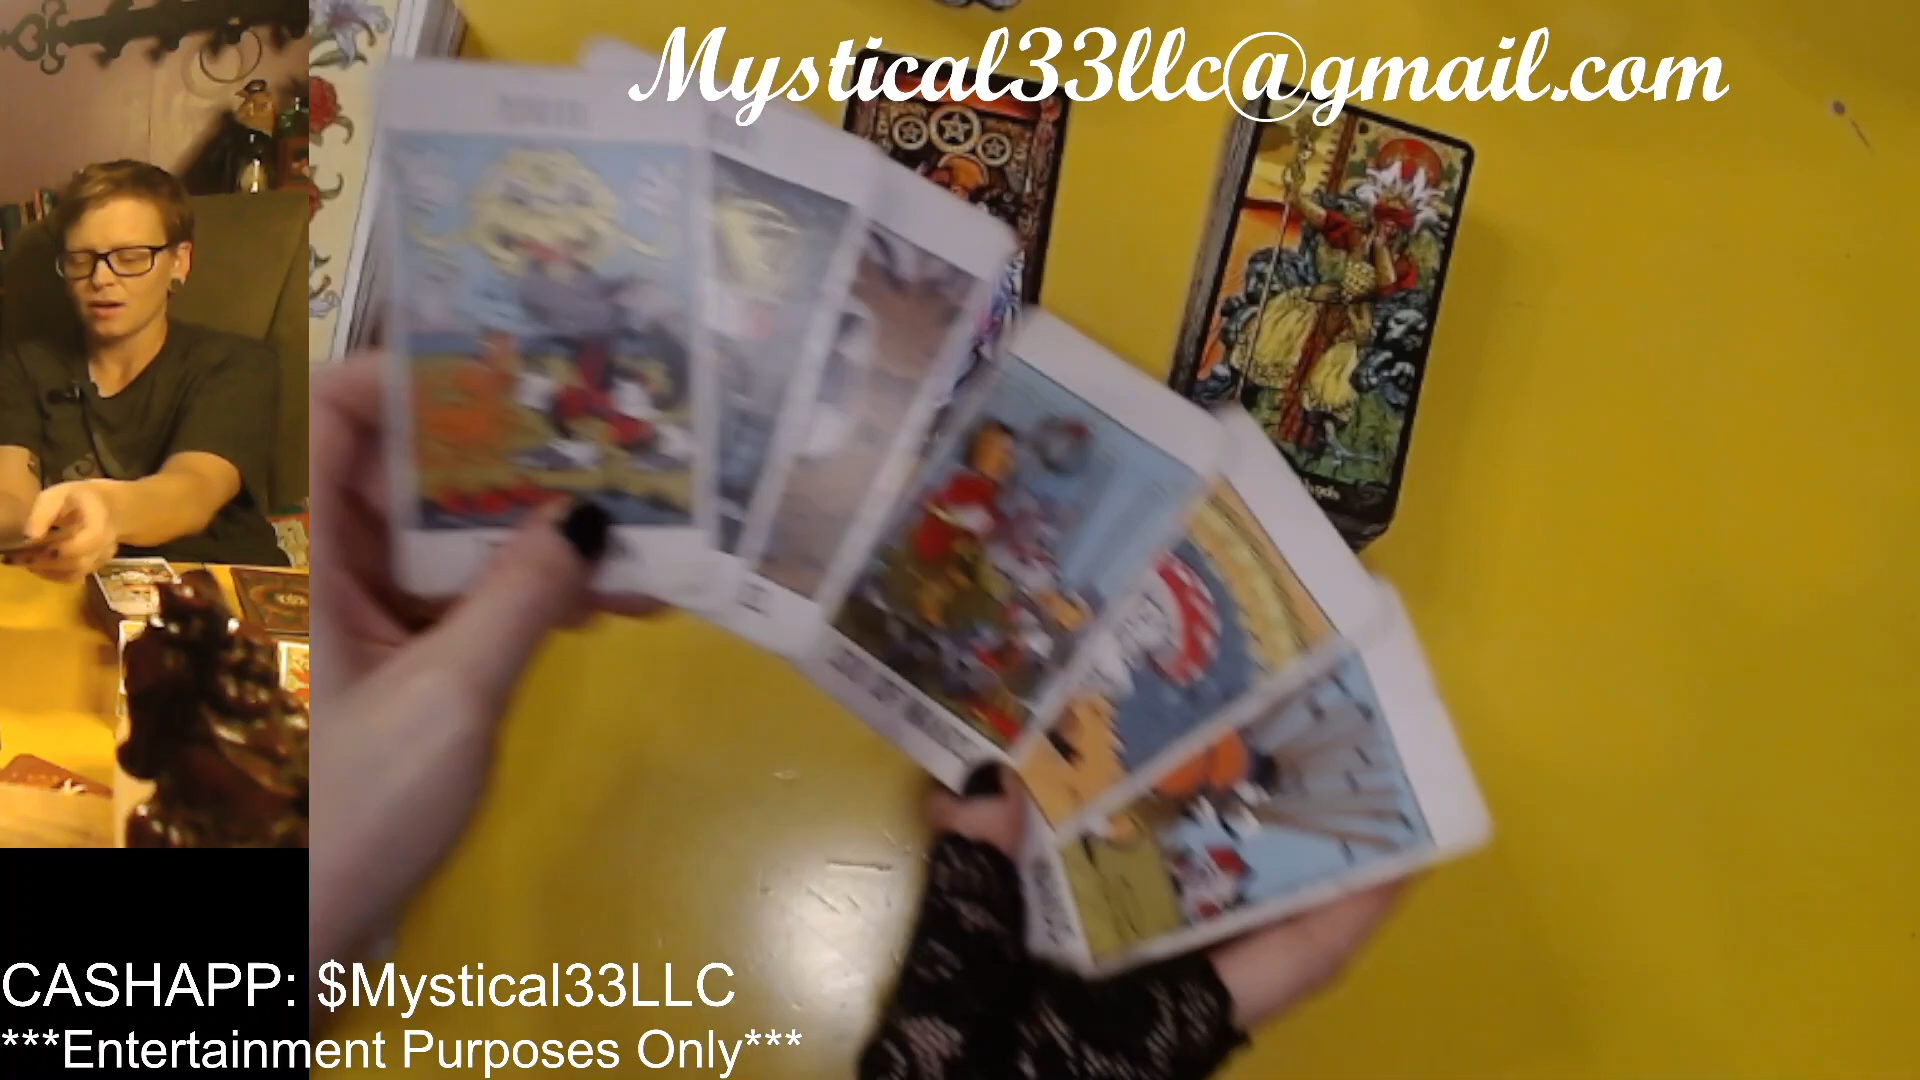 Mystical33llc@gmail.com
CASHAPP: $Mystical33LLC
***Entertainment Purposes Only***